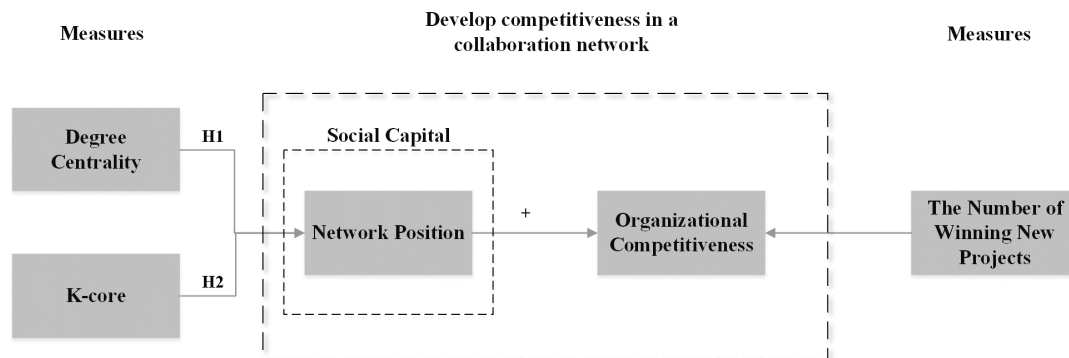 Measures
Develop competitiveness in a
collaboration network
Measures
Degree
Centrality
H1
Social Capital
Network Position
+
Organizational
Competitiveness
The Number of
Winning New
Projects
K-core
H2